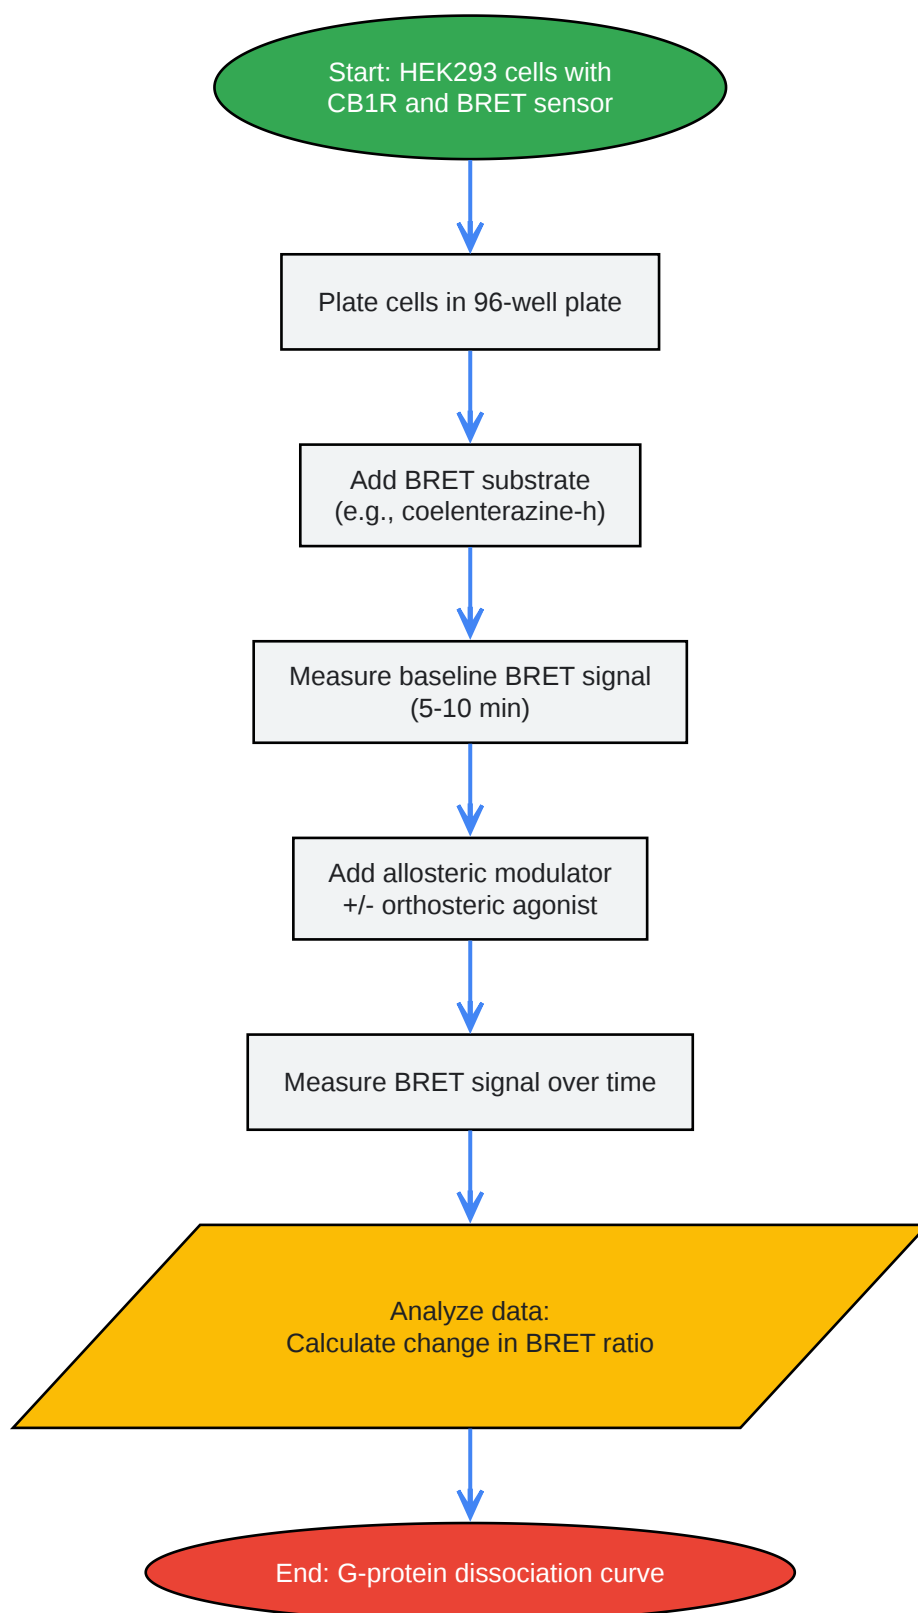 Start: HEK293 cells with
CB1R and BRET sensor
Plate cells in 96-well plate
Add BRET substrate
(e.g., coelenterazine-h)
Measure baseline BRET signal
(5-10 min)
Add allosteric modulator
+/- orthosteric agonist
Measure BRET signal over time
Analyze data:
Calculate change in BRET ratio
End: G-protein dissociation curve